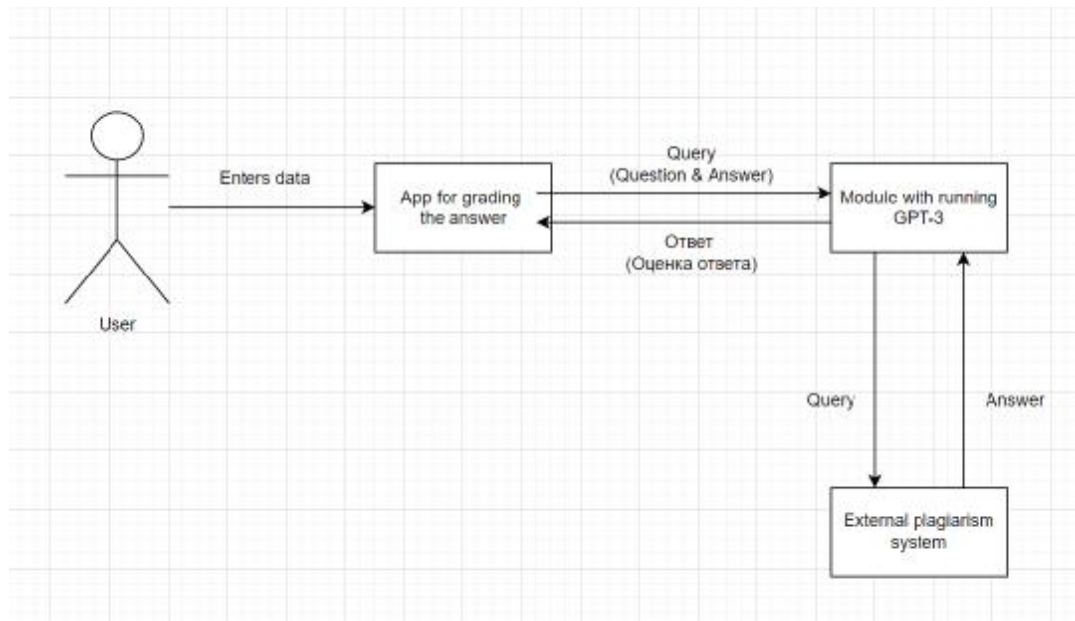 Enters data
User
App for grading
the answer
Query
(Question & Answer)
Ответ
(Оценка ответа)
Module with running
GPT-3
Query
Answer
External plagiarism
system